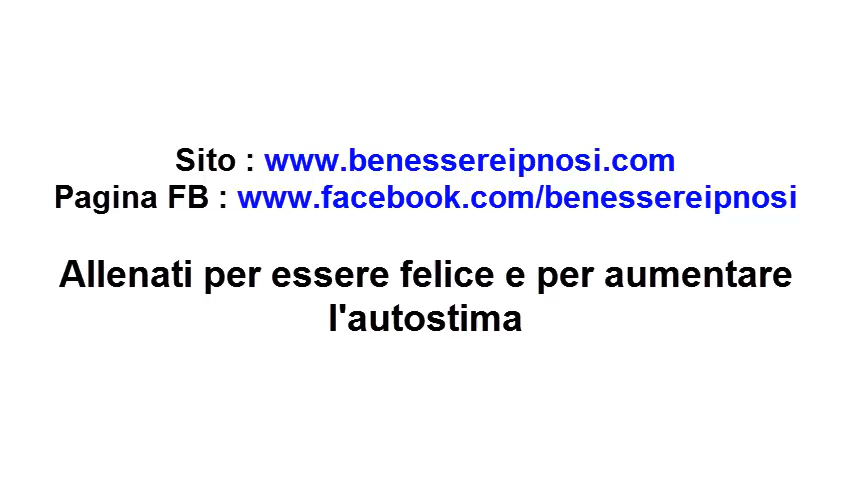 Sito : www.benessereipnosi.com
Pagina FB : www.facebook.com/benessereipnosi
Allenati per essere felice e per aumentare
l'autostima